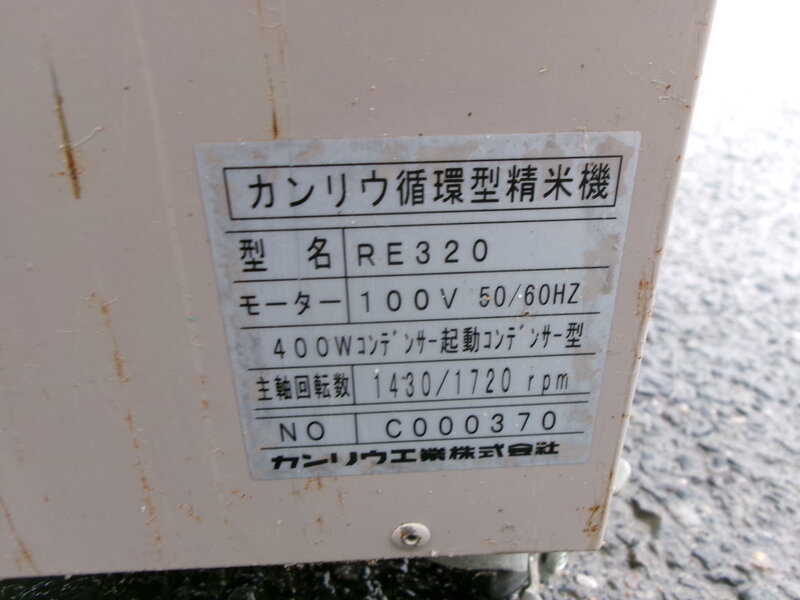 カンリウ循環型精米機
型 名 RE320
モーター 100V 50/60HZ
400Wコンデンサー起動コンデンサー型
主軸回転数 1430/1720 rpm
NO C000370
カンリウ工業株式会社